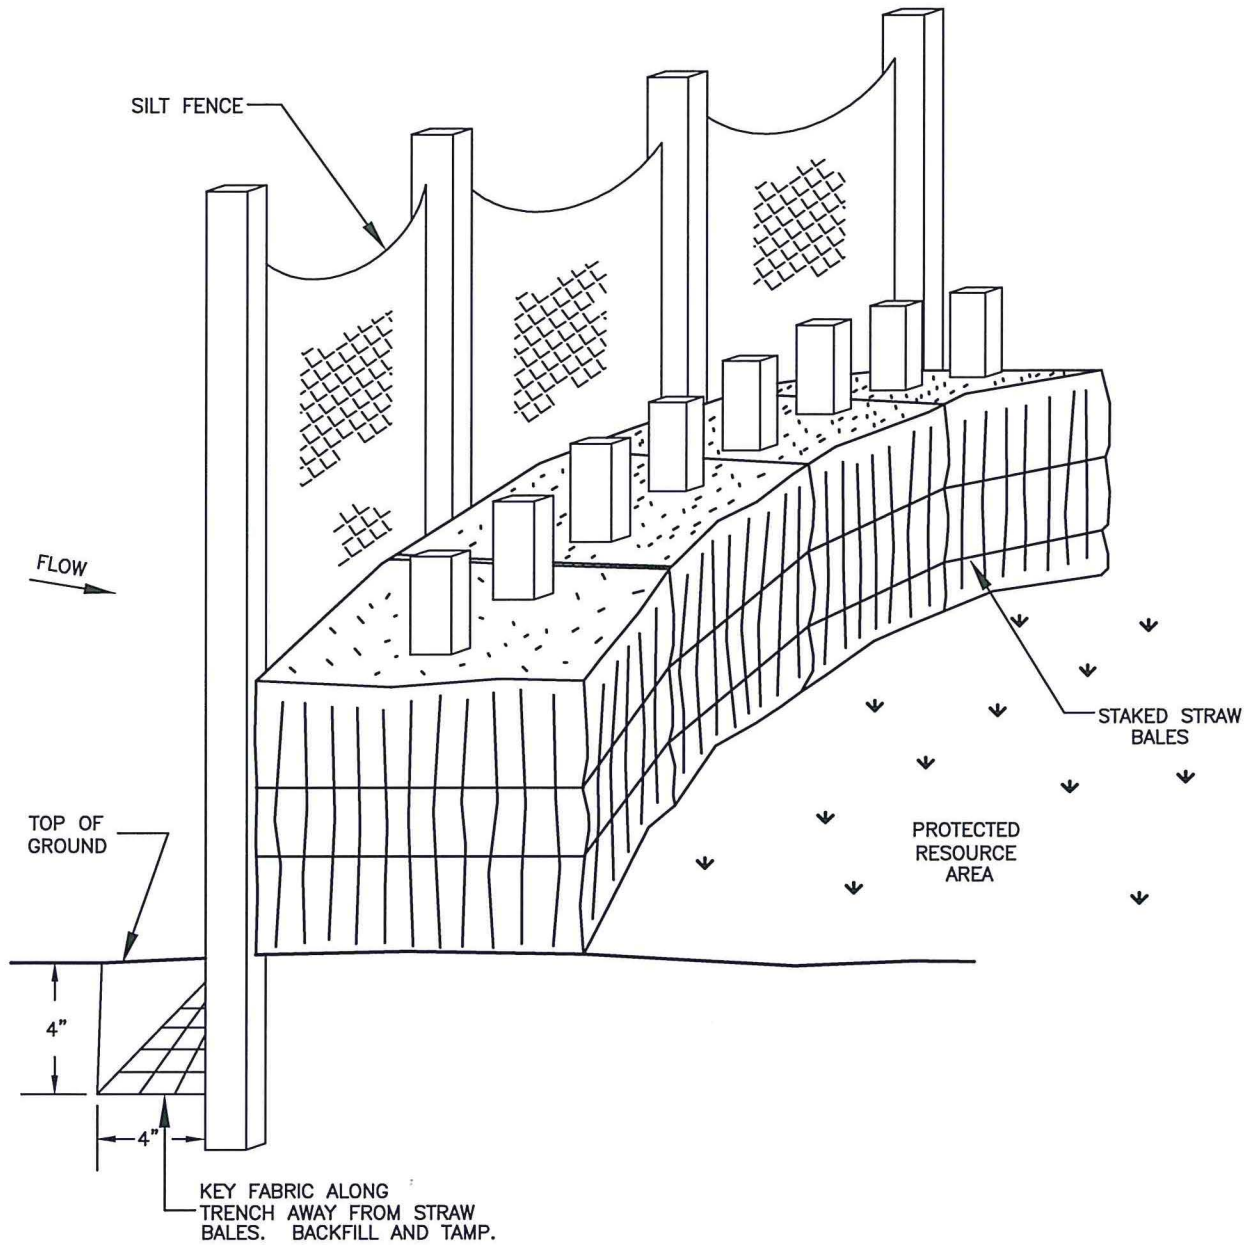 SILT FENCE
FLOW
STAKED STRAW
BALES
TOP OF
GROUND
PROTECTED
RESOURCE
AREA
4"
4"
KEY FABRIC ALONG
TRENCH AWAY FROM STRAW
BALES. BACKFILL AND TAMP.